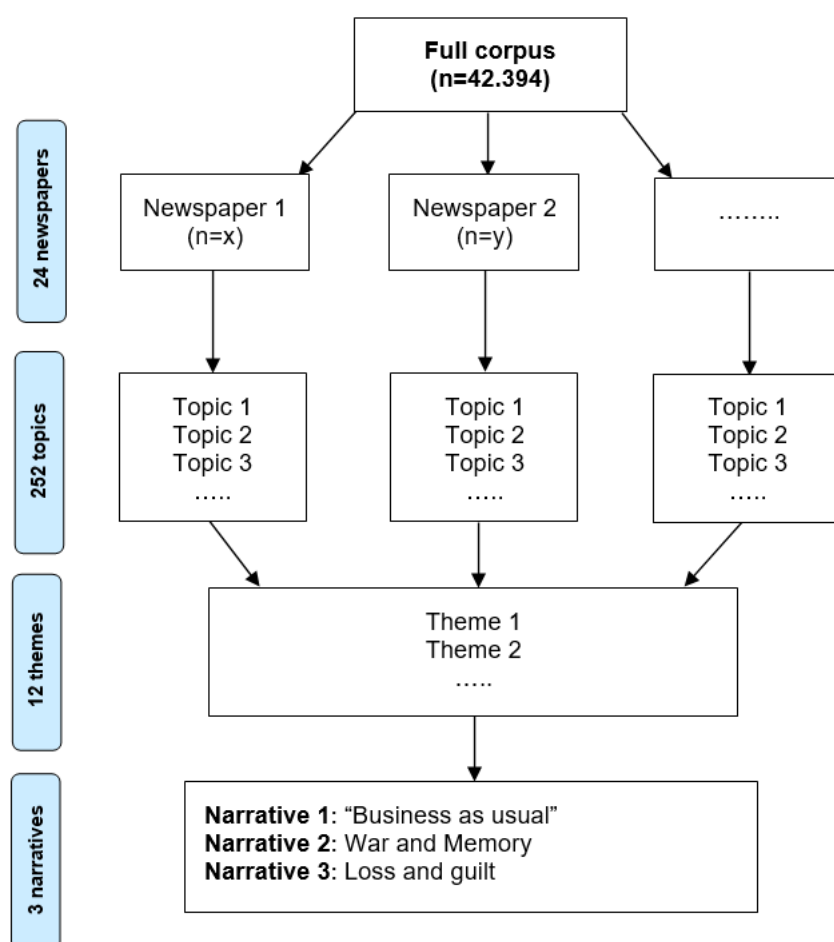 Full corpus
(n=42.394)
24 newspapers
Newspaper 1
(n=x)
Newspaper 2
(n=y)
........
252 topics
Topic 1
Topic 2
Topic 3
.....
Topic 1
Topic 2
Topic 3
.....
Topic 1
Topic 2
Topic 3
.....
12 themes
Theme 1
Theme 2
.....
3 narratives
Narrative 1: “Business as usual”
Narrative 2: War and Memory
Narrative 3: Loss and guilt